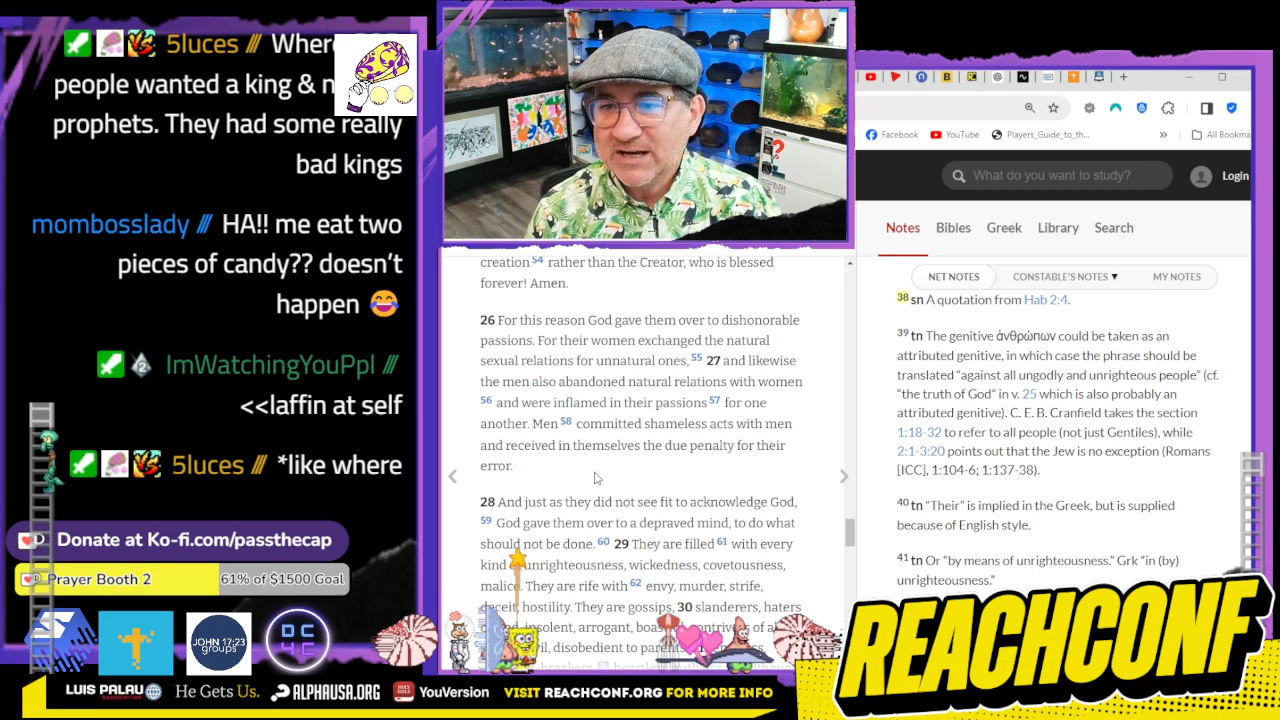 5luces /// Where
people wanted a king &
prophets. They had some really
bad kings
mombosslady /// HA!! me eat two
pieces of candy?? doesn't
happen 😂
ImWatchingYouPpl ///
<<laffin at self
5luces /// *like where
Donate at Ko-fi.com/passthecap
Prayer Booth 2 61% of $1500 Goal
JOHN 17:23
groups
DC
4C
creation 54 rather than the Creator, who is blessed
forever! Amen.
26 For this reason God gave them over to dishonorable
passions. For their women exchanged the natural
sexual relations for unnatural ones, 55 27 and likewise
the men also abandoned natural relations with women
56 and were inflamed in their passions 57 for one
another. Men 58 committed shameless acts with men
and received in themselves the due penalty for their
error.
28 And just as they did not see fit to acknowledge God,
59 God gave them over to a depraved mind, to do what
should not be done. 60 29 They are filled 61 with every
kind unrighteousness, wickedness, covetousness,
malice. They are rife with 62 envy, murder, strife,
deceit, hostility. They are gossips, 30 slanderers, haters
insolent, arrogant, of
disobedient to
63
Facebook
YouTube
Players_Guide_to_th...
»
All Bookma
What do you want to study?
Login
Notes Bibles Greek Library Search
NET NOTES CONSTABLE'S NOTES ▼ MY NOTES
38 sn A quotation from Hab 2:4.
39 tn The genitive ἀνθρώπων could be taken as an
attributed genitive, in which case the phrase should be
translated “against all ungodly and unrighteous people” (cf.
“the truth of God” in v. 25 which is also probably an
attributed genitive). C. E. B. Cranfield takes the section
1:18-32 to refer to all people (not just Gentiles), while
2:1-3:20 points out that the Jew is no exception (Romans
[ICC], 1:104-6; 1:137-38).
40 tn “Their” is implied in the Greek, but is supplied
because of English style.
41 tn Or “by means of unrighteousness.” Grk “in (by)
unrighteousness.”
REACHCONF
LUIS PALAU
He Gets Us.
ALPHAUSA.ORG
HOLY BIBLE
YouVersion
VISIT REACHCONF.ORG FOR MORE INFO